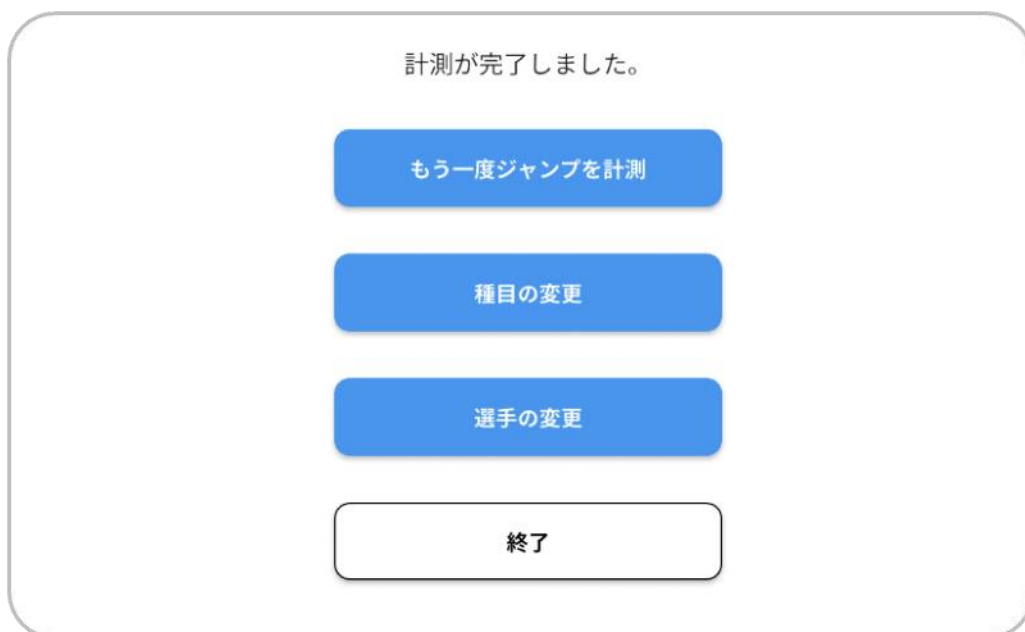 計測が完了しました。
もう一度ジャンプを計測
種目の変更
選手の変更
終了